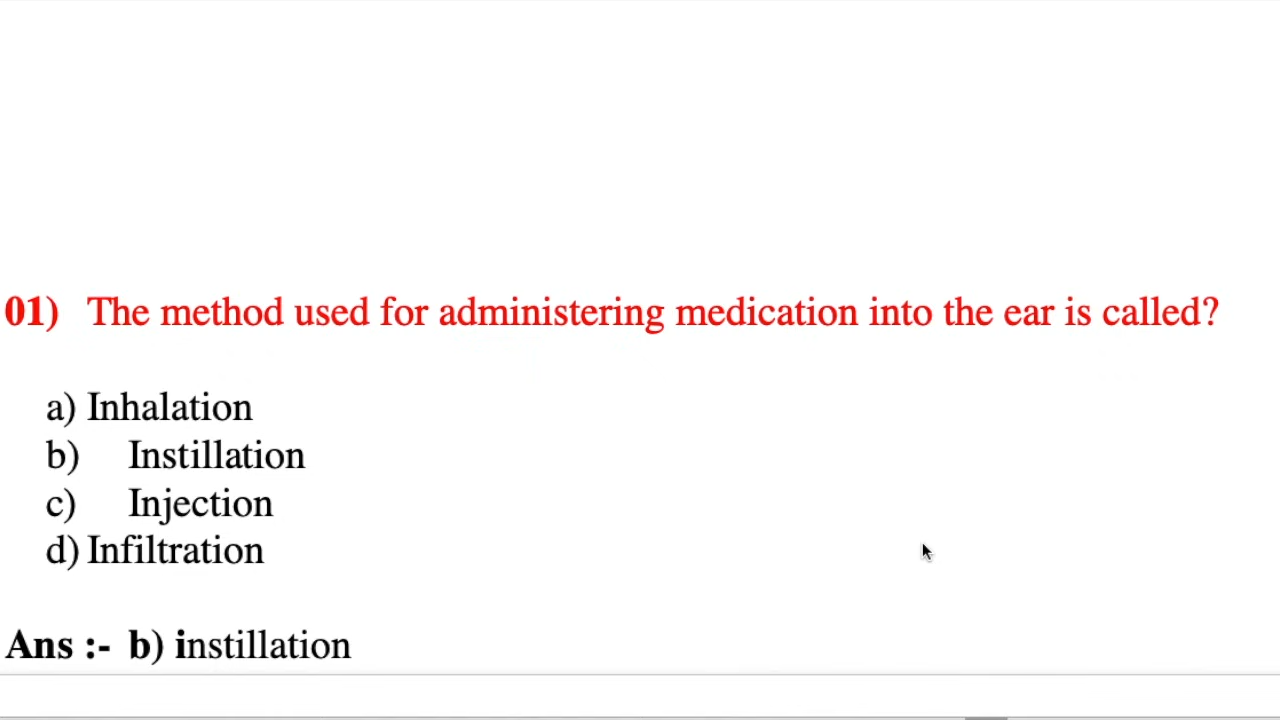 01) The method used for administering medication into the ear is called?
a) Inhalation
b) Instillation
c) Injection
d) Infiltration
Ans :- b) instillation